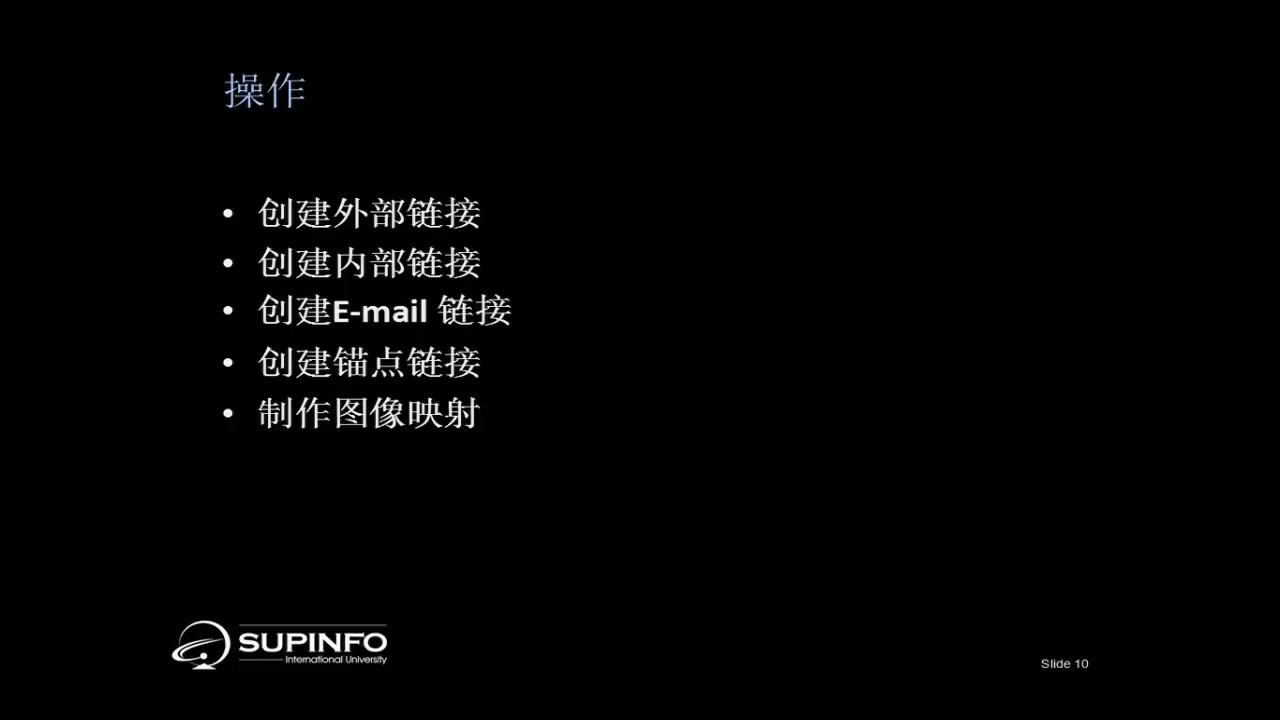 操作
• 创建外部链接
• 创建内部链接
• 创建E-mail 链接
• 创建锚点链接
• 制作图像映射
SUPINFO
International University
Slide 10